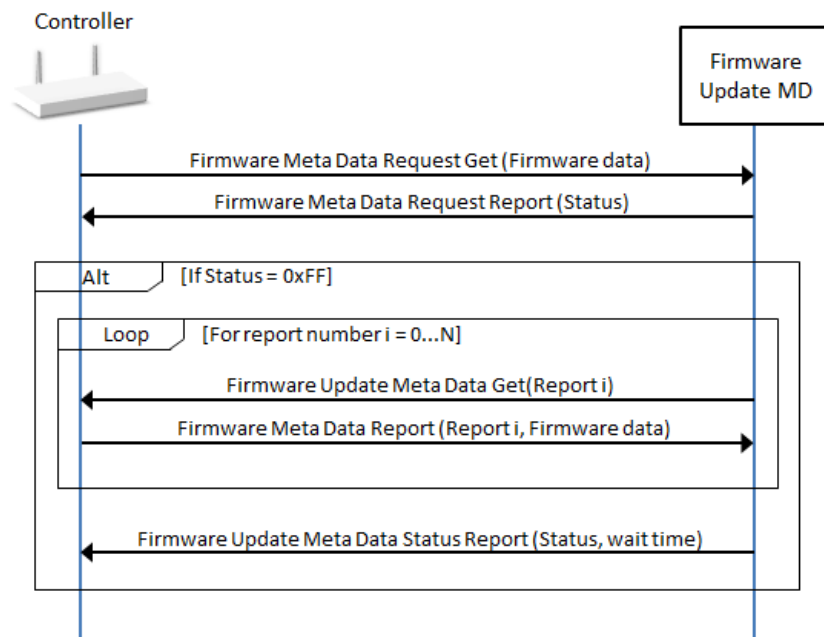 Controller
Firmware
Update MD
Firmware Meta Data Request Get (Firmware data)
Firmware Meta Data Request Report (Status)
Alt [If Status = 0xFF]
Loop [For report number i = 0...N]
Firmware Update Meta Data Get(Report i)
Firmware Meta Data Report (Report i, Firmware data)
Firmware Update Meta Data Status Report (Status, wait time)